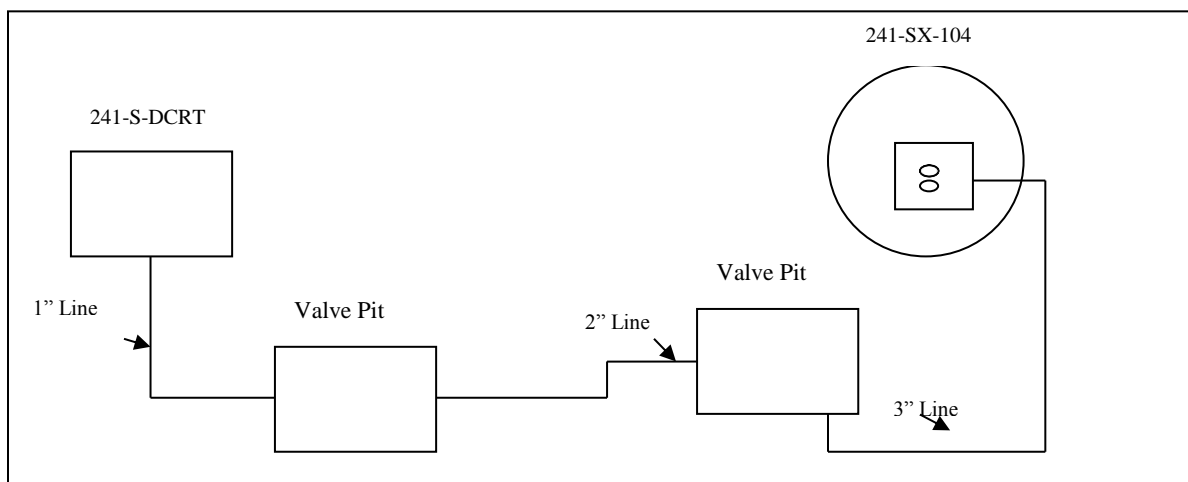 241-SX-104
241-S-DCRT
Valve Pit
1” Line
Valve Pit
2” Line
3” Line